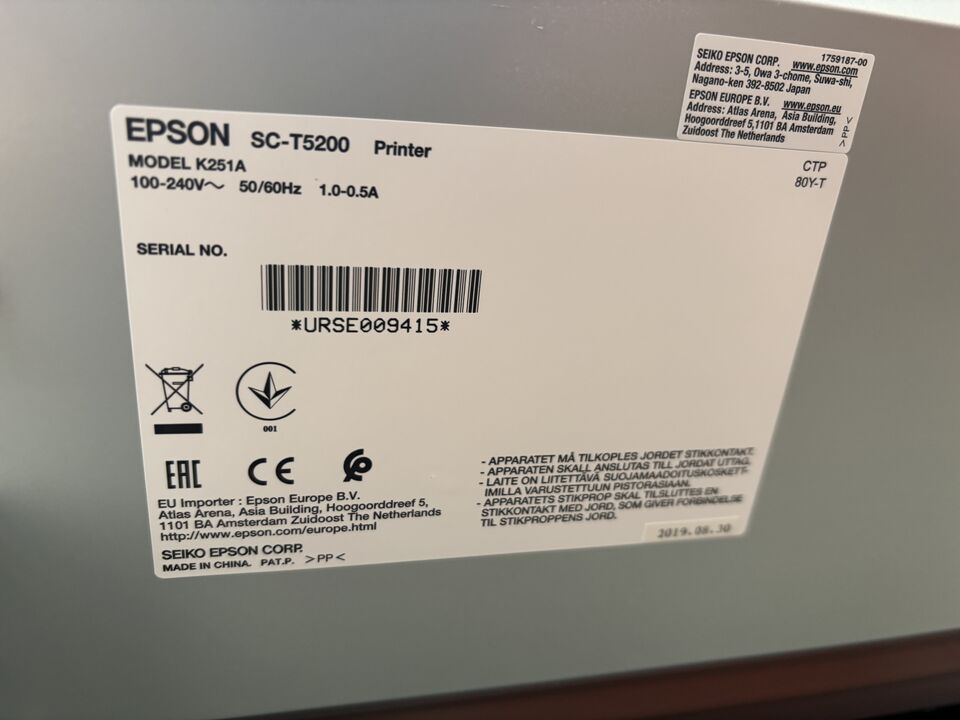 1759187-00
SEIKO EPSON CORP. www.epson.com
Address: 3-5, Owa 3-chome, Suwa-shi,
Nagano-ken 392-8502 Japan
EPSON EUROPE B.V. www.epson.eu
Address: Atlas Arena, Asia Building,
Hoogoorddreef 5,1101 BA Amsterdam
Zuidoost The Netherlands
>PP<
EPSON SC-T5200 Printer
MODEL K251A
100-240V~ 50/60Hz 1.0-0.5A
CTP
80Y-T
SERIAL NO.
*URSE009415*
001
EAC CE
EU Importer : Epson Europe B.V.
Atlas Arena, Asia Building, Hoogoorddreef 5,
1101 BA Amsterdam Zuidoost The Netherlands
http://www.epson.com/europe.html
SEIKO EPSON CORP.
MADE IN CHINA. PAT.P. >PP<
- APPARATET MÅ TILKOPLES JORDET STIKKONTAKT.
- APPARATEN SKALL ANSLUTAS TILL JORDAT UTTAG.
- LAITE ON LIITETTÄVÄ SUOJAMAADOITUSKOSKETT-
IMILLA VARUSTETTUUN PISTORASIAAN.
- APPARATETS STIKPROP SKAL TILSLUTTES EN
STIKKONTAKT MED JORD, SOM GIVER FORBINDELSE
TIL STIKPROPPENS JORD.
2019.08.30